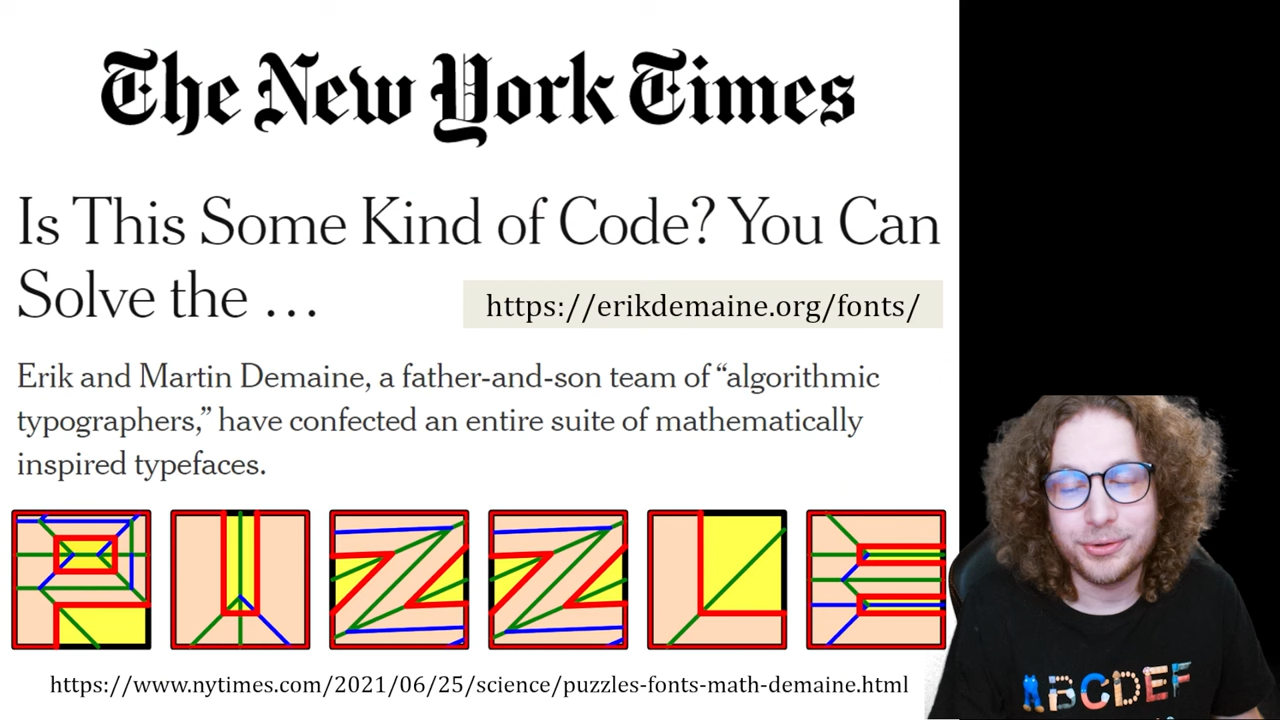 The New York Times
Is This Some Kind of Code? You Can
Solve the …
https://erikdemaine.org/fonts/
Erik and Martin Demaine, a father-and-son team of “algorithmic
typographers,” have confected an entire suite of mathematically
inspired typefaces.
PUZZLE
https://www.nytimes.com/2021/06/25/science/puzzles-fonts-math-demaine.html
ABCDEF